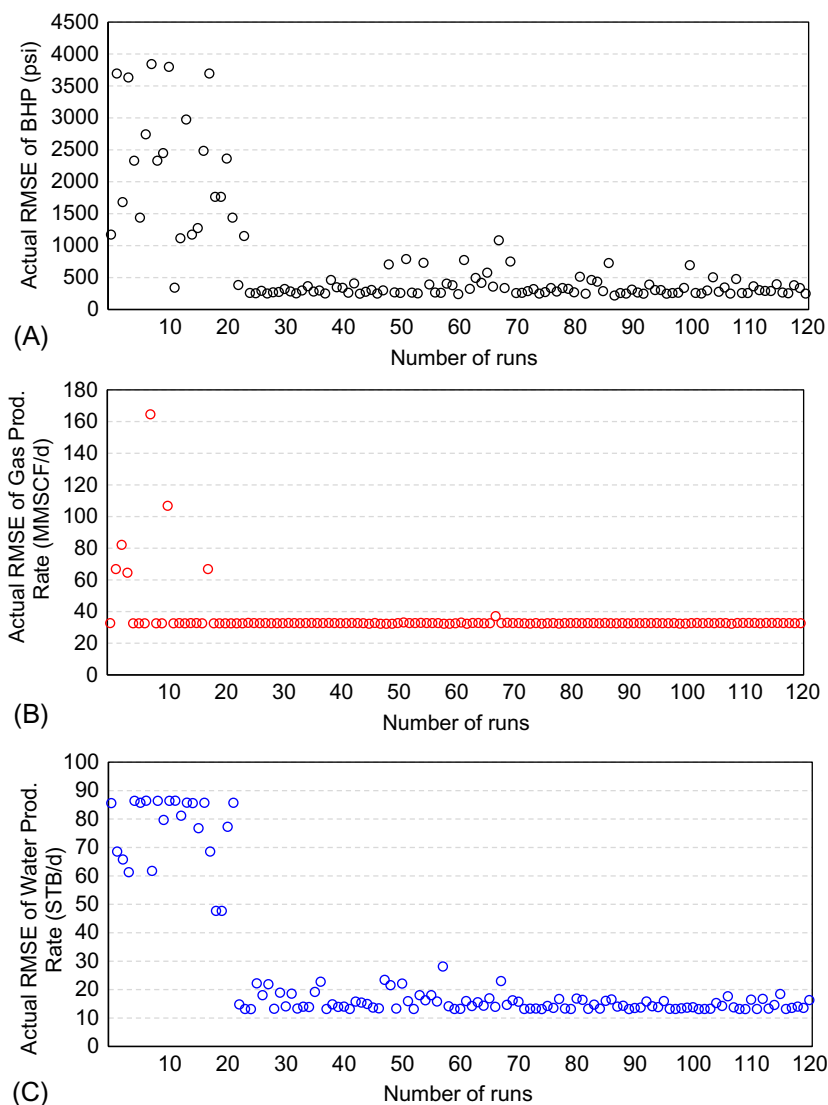 4500
4000
3500
3000
2500
2000
1500
1000
500
0
Actual RMSE of BHP (psi)
10 20 30 40 50 60 70 80 90 100 110 120
Number of runs
(A)
180
160
140
120
100
80
60
40
20
0
Actual RMSE of Gas Prod.
Rate (MMSCF/d)
10 20 30 40 50 60 70 80 90 100 110 120
Number of runs
(B)
100
90
80
70
60
50
40
30
20
10
0
Actual RMSE of Water Prod.
Rate (STB/d)
10 20 30 40 50 60 70 80 90 100 110 120
Number of runs
(C)